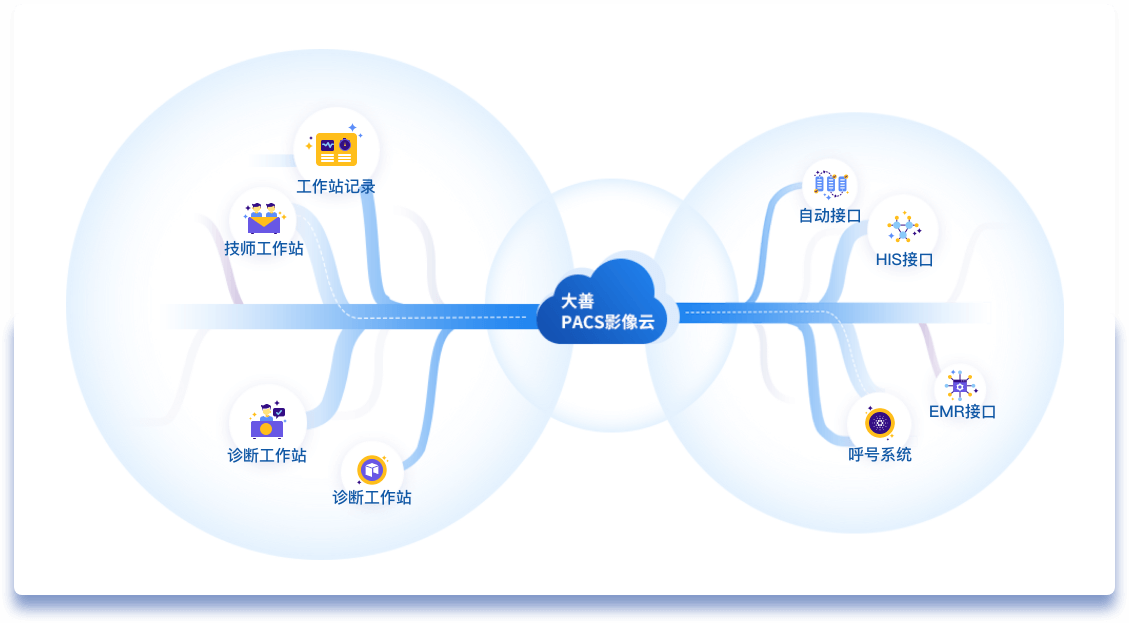 工作站记录
技师工作站
诊断工作站
诊断工作站
大善
PACS影像云
自动接口
HIS接口
EMR接口
呼号系统